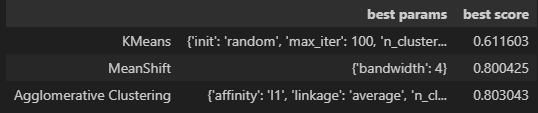 best params best score
KMeans {'init': 'random', 'max_iter': 100, 'n_cluster... 0.611603
MeanShift {'bandwidth': 4} 0.800425
Agglomerative Clustering {'affinity': 'l1', 'linkage': 'average', 'n_cl... 0.803043